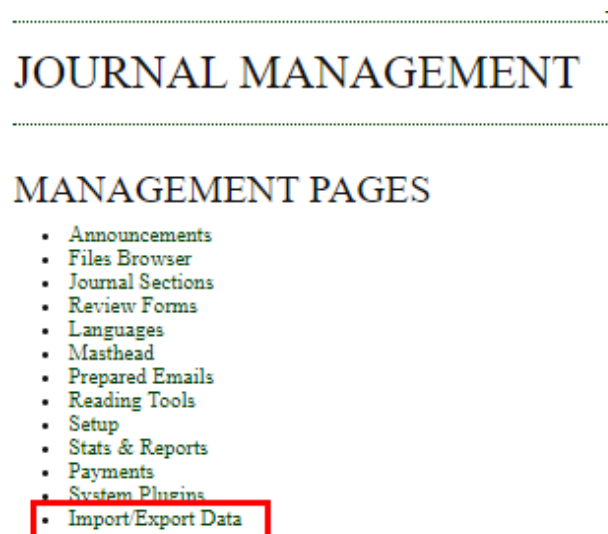 JOURNAL MANAGEMENT
MANAGEMENT PAGES
Announcements
Files Browser
Journal Sections
Review Forms
Languages
Masthead
Prepared Emails
Reading Tools
Setup
Stats & Reports
Payments
System Plugins
Import/Export Data